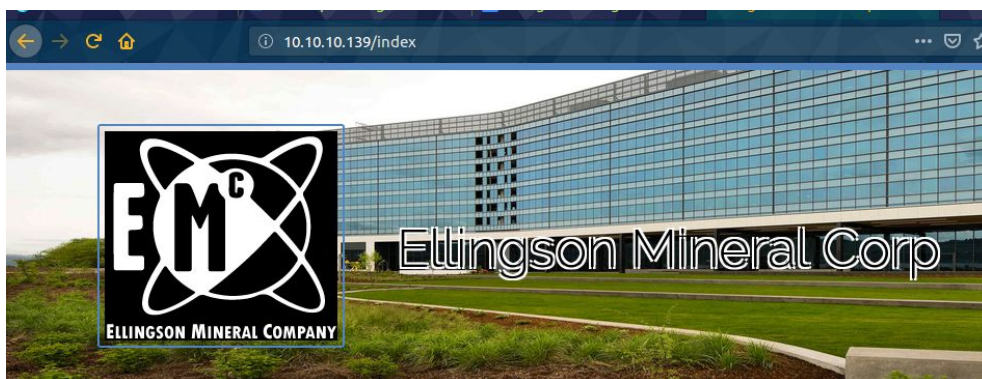 10.10.10.139/index
EMC
Ellingson Mineral Corp
ELLINGSON MINERAL COMPANY